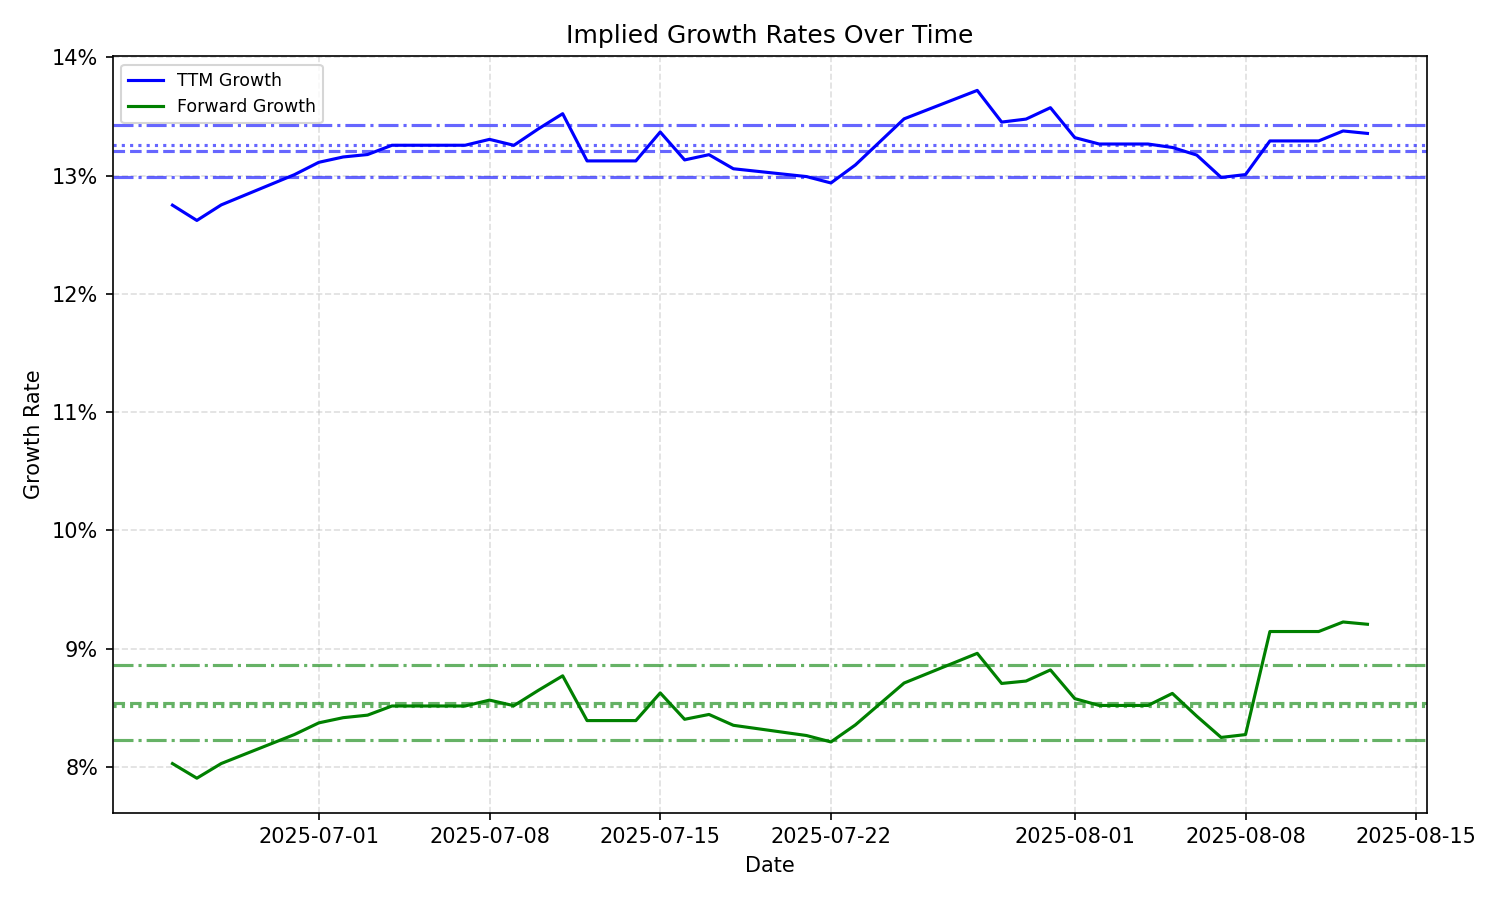 Implied Growth Rates Over Time
14%
13%
12%
11%
10%
9%
8%
Growth Rate
TTM Growth
Forward Growth
2025-07-01 2025-07-08 2025-07-15 2025-07-22 2025-08-01 2025-08-08 2025-08-15
Date